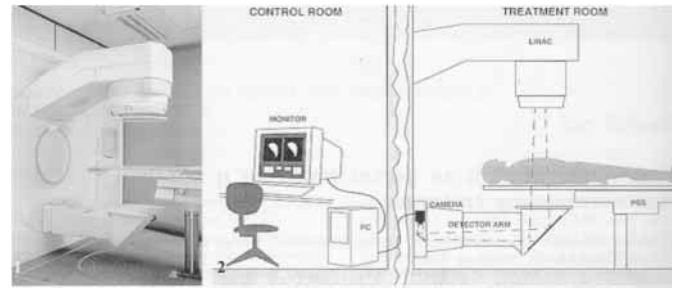 CONTROL ROOM
TREATMENT ROOM
LINAC
MONITOR
CAMERA
PC
DETECTOR ARM
PSS
1
2